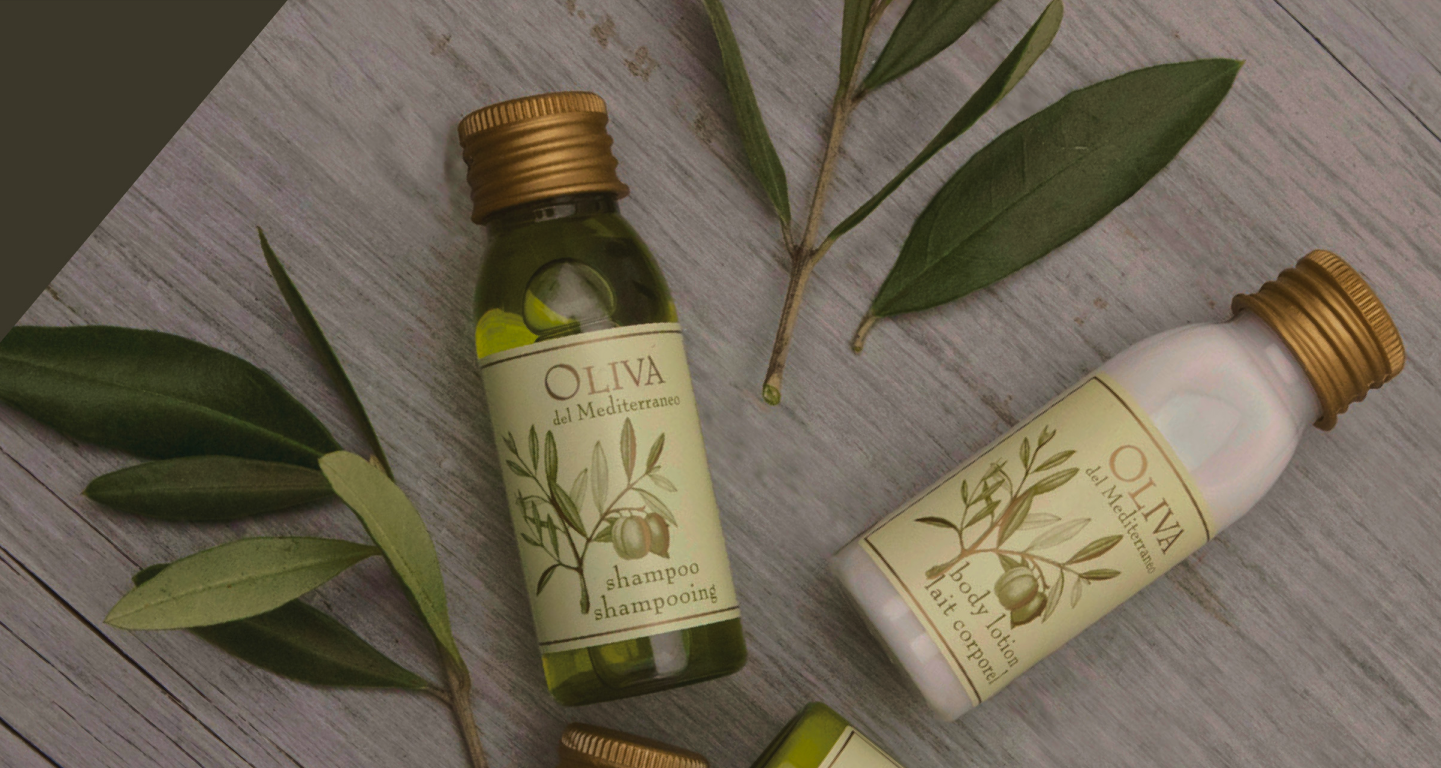 OLIVA
del Mediterraneo
shampoo
shampooing
OLIVA
del Mediterraneo
body lotion
lait corporel